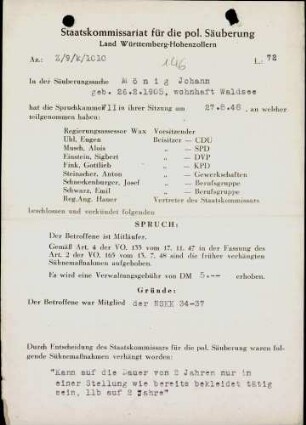 Staatskommissariat für die pol. Säuberung
Land Württemberg-Hohenzollern
Az.: Z/9/K/1010
146
L.: 72
In der Säuberungssache König Johann
geb. 26.2.1905, wohnhaft Waldsee
hat die Spruchkammer II in ihrer Sitzung am 27.8.48, an welcher
teilgenommen haben:
Regierungsassessor Wax Vorsitzender
Uhl, Eugen Beisitzer — CDU
Musch, Alois „ — SPD
Einstein, Sigbert „ — DVP
Fink, Gottlieb „ — KPD
Steinacher, Anton „ — Gewerkschaften
Schneckenburger, Josef „ — Berufsgruppe
Schwarz, Emil „ — Berufsgruppe
Reg.Ang. Hauer Vertreter des Staatskommissars
beschlossen und verkündet folgenden
SPRUCH:
Der Betroffene ist Mitläufer.
Gemäß Art. 4 der VO. 133 vom 17. 11. 47 in der Fassung des
Art. 2 der VO. 165 vom 13. 7. 48 sind die früher verhängten
Sühnemaßnahmen aufgehoben.
Es wird eine Verwaltungsgebühr von DM 5.-- erhoben.
Gründe:
Der Betroffene war Mitglied der NSKK 34-37
Durch Entscheidung des Staatskommissars für die pol. Säuberung waren fol-
gende Sühnemaßnahmen verhängt worden:
"Kann auf die Dauer von 2 Jahren nur in
einer Stellung wie bereits bekleidet tätig
sein, llb auf 2 Jahre"